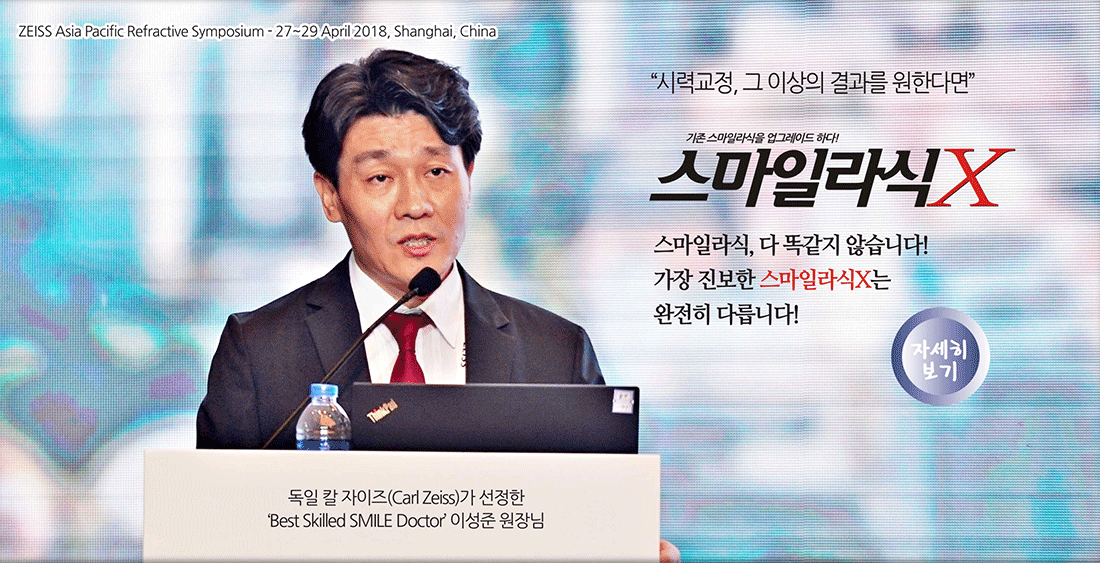 ZEISS Asia Pacific Refractive Symposium - 27~29 April 2018, Shanghai, China
“시력교정, 그 이상의 결과를 원한다면”
기존 스마일라식을 업그레이드 하다!
스마일라식X
스마일라식, 다 똑같지 않습니다!
가장 진보한 스마일라식X는
완전히 다릅니다!
자세히
보기
ThinkPad
독일 칼 자이즈(Carl Zeiss)가 선정한
‘Best Skilled SMILE Doctor’ 이성준 원장님